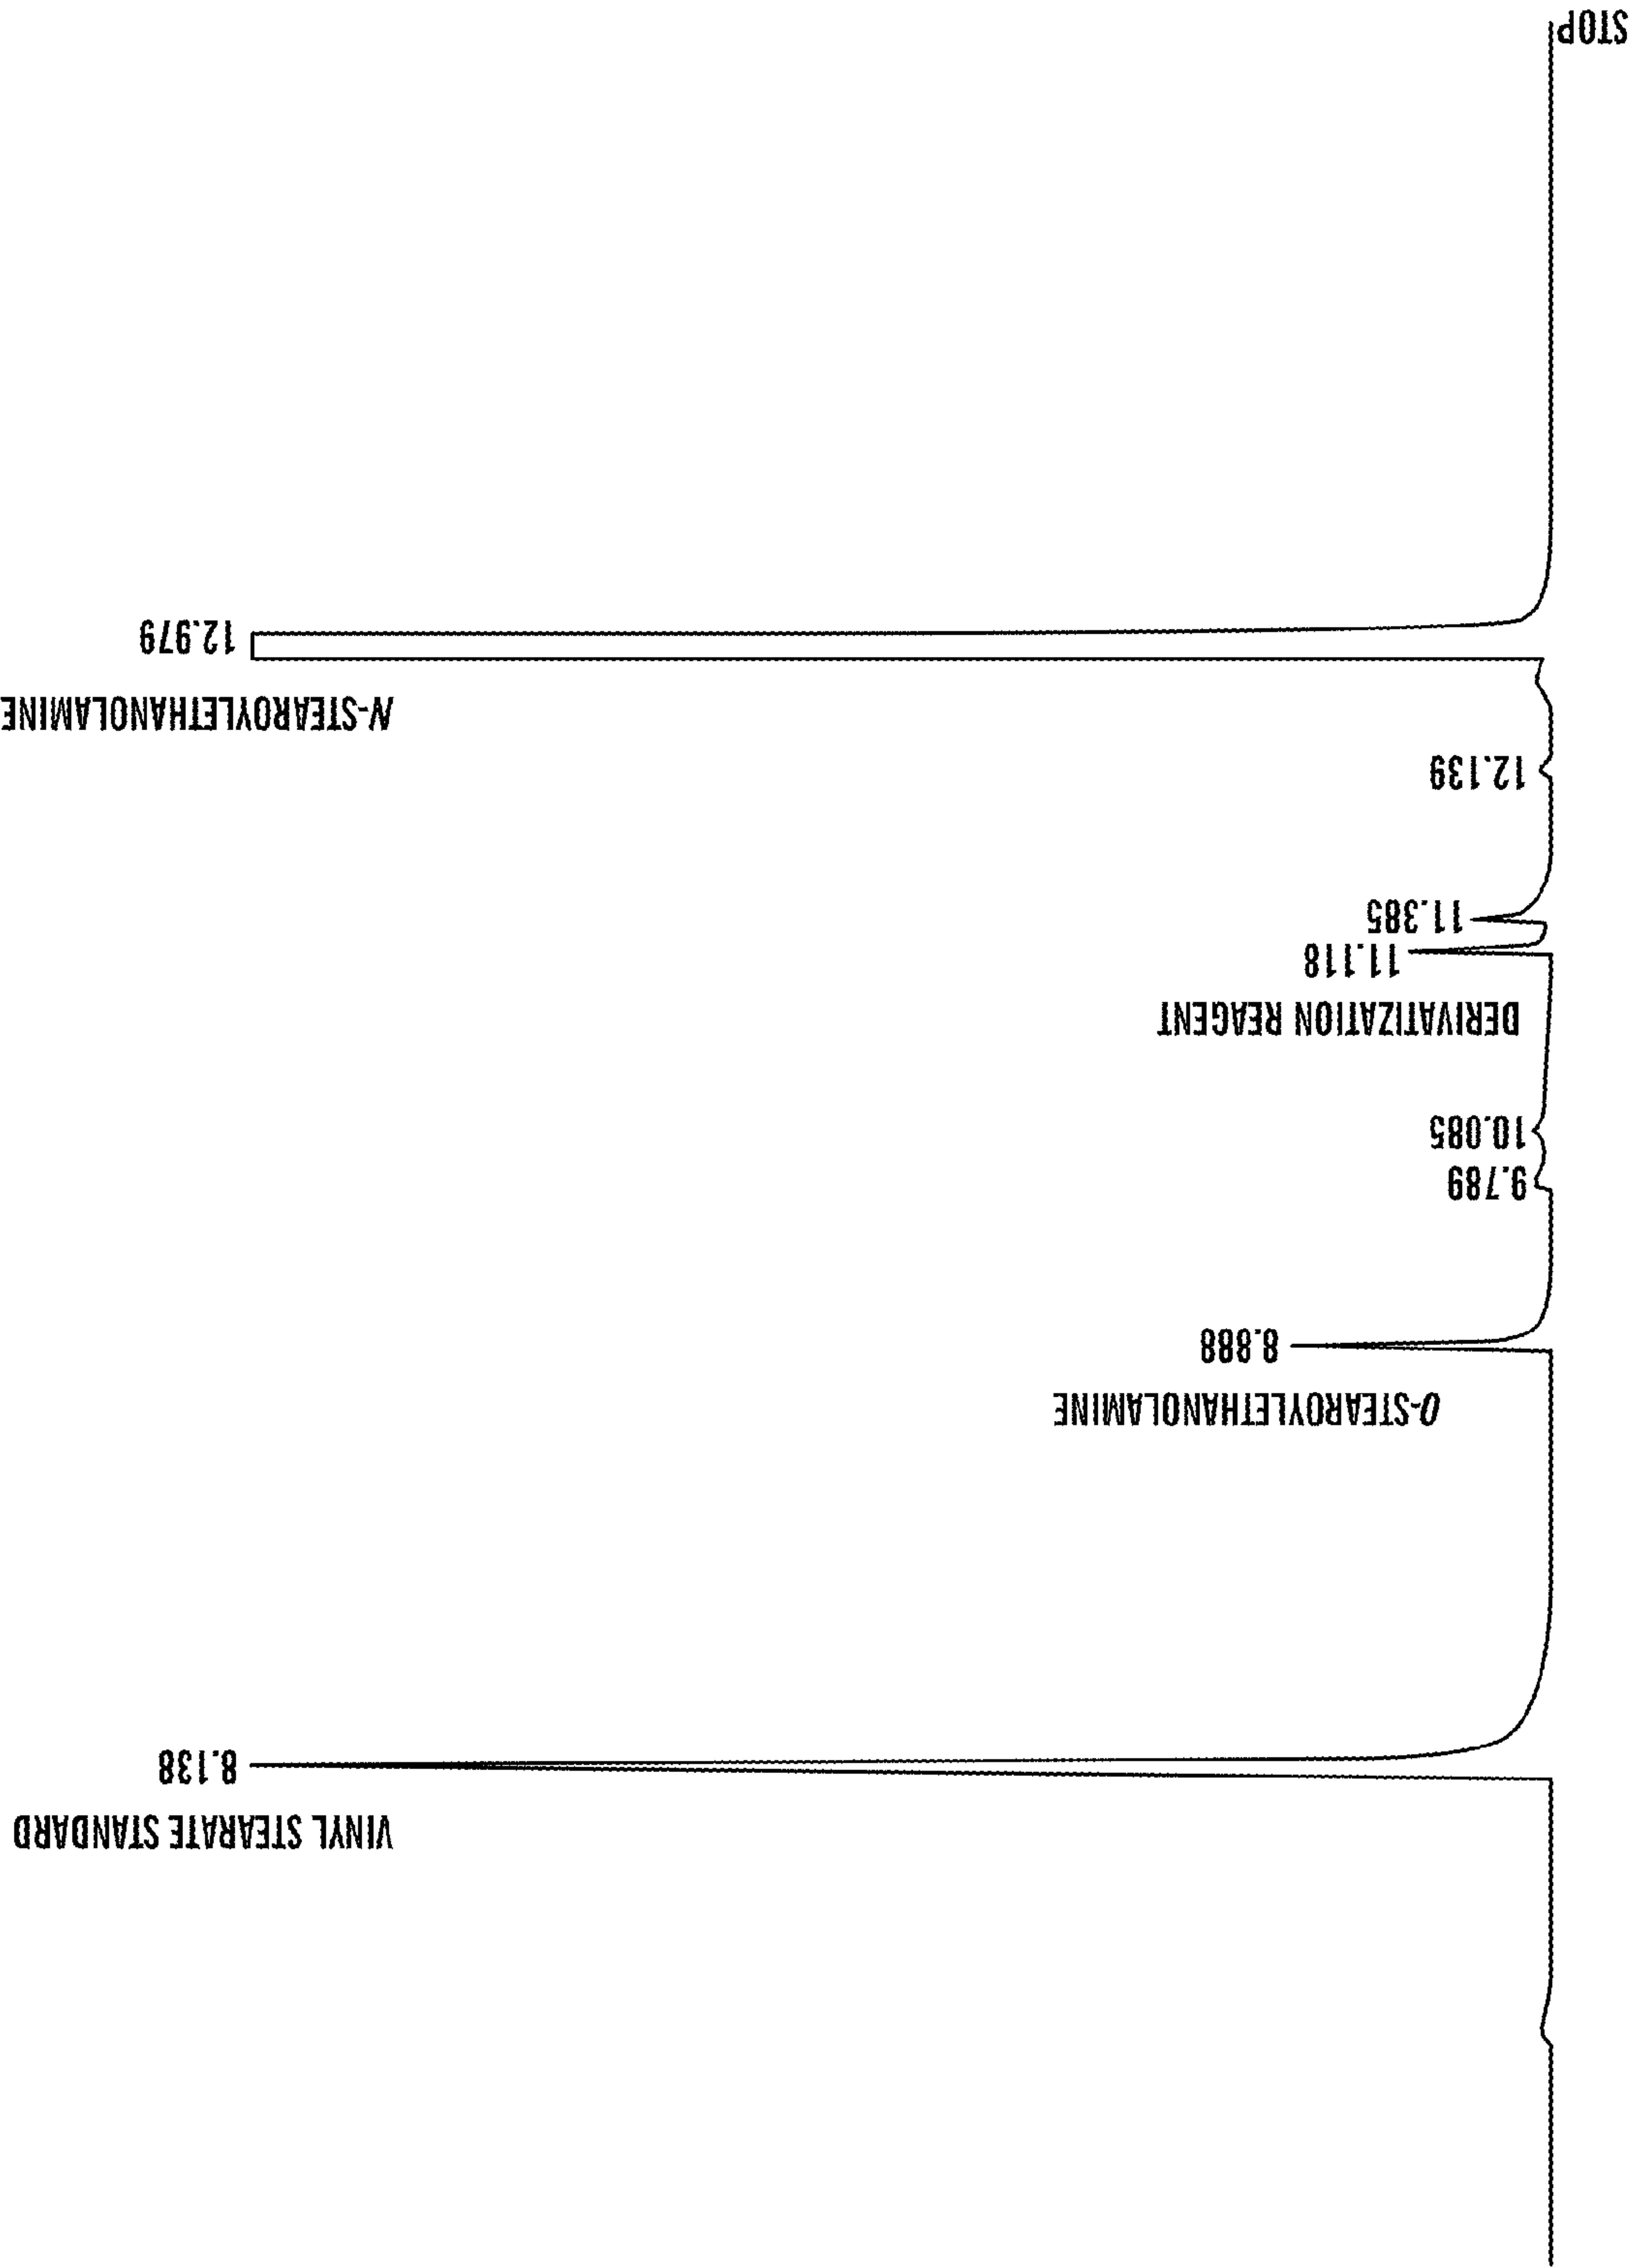 VINYL STEARATE STANDARD
8.138
O-STEAROYLETHANOLAMINE
8.888
9.789
10.085
DERIVATIZATION REAGENT
11.118
11.385
12.139
N-STEAROYLETHANOLAMINE
12.979
STOP